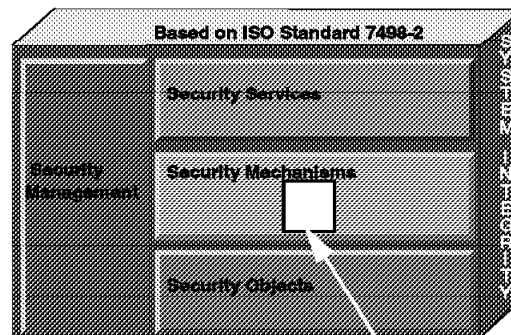 Based on ISO Standard 7498-2
Security Services
Security
Management
Security Mechanisms
Security Objects